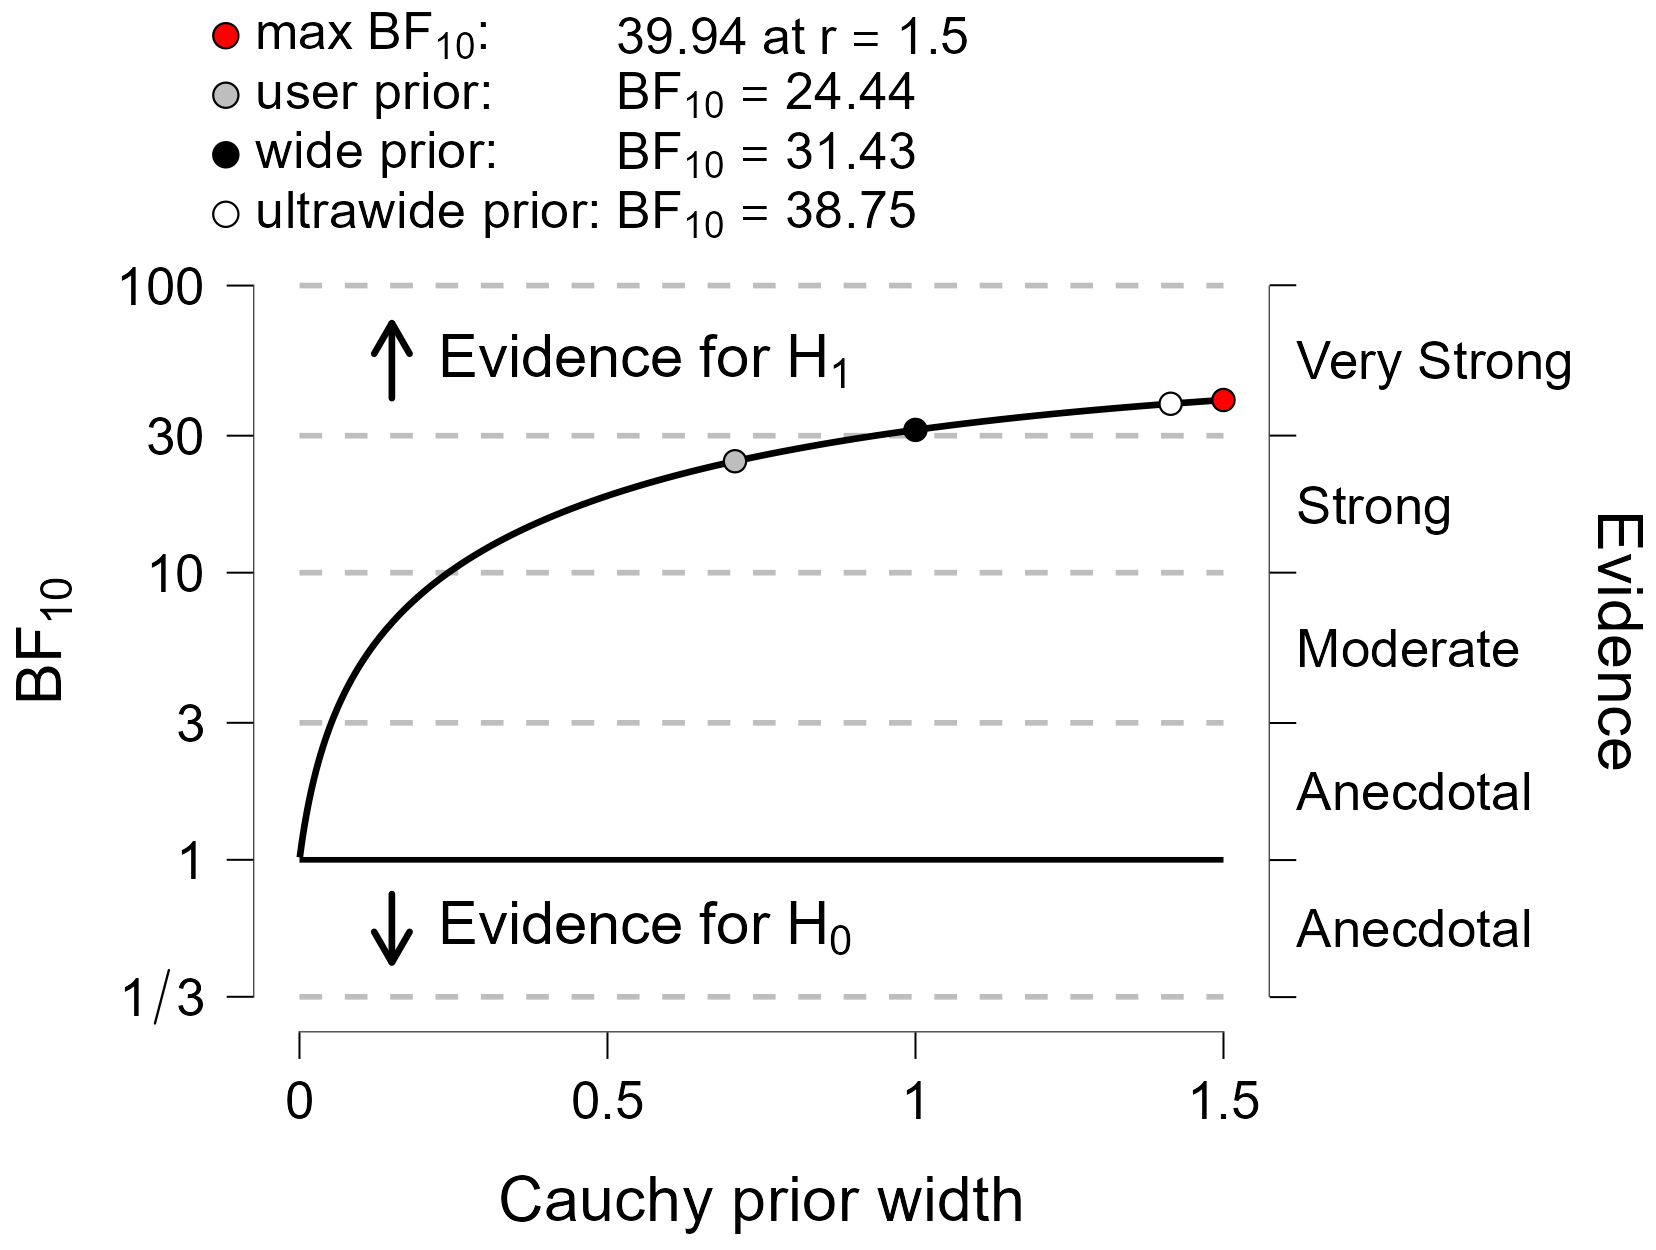 max BF₁₀: 39.94 at r = 1.5
user prior: BF₁₀ = 24.44
wide prior: BF₁₀ = 31.43
ultrawide prior: BF₁₀ = 38.75
100
30
10
3
1
1/3
BF₁₀
Evidence for H₁
Evidence for H₀
Very Strong
Strong
Moderate
Anecdotal
Anecdotal
Evidence
0 0.5 1 1.5
Cauchy prior width